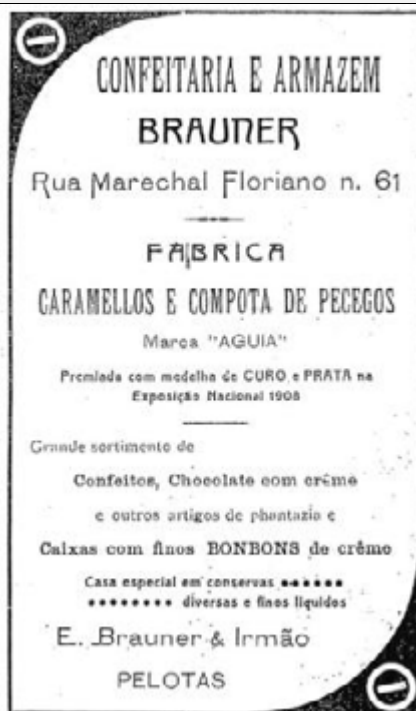 CONFEITARIA E ARMAZEM
BRAUNER
Rua Marechal Floriano n. 61
FABRICA
CARAMELLOS E COMPOTA DE PECEGOS
Marca "AGUIA"
Premiada com medelha de CURO e PRATA na
Exposição Nacional 1908
Grande sortimento de
Confeitos, Chocolate com crême
e outros artigos de phantazia e
Caixas com finos BONBONS de crême
Casa especial em conservas
diversas e finos liquidos
E. Brauner & Irmão
PELOTAS